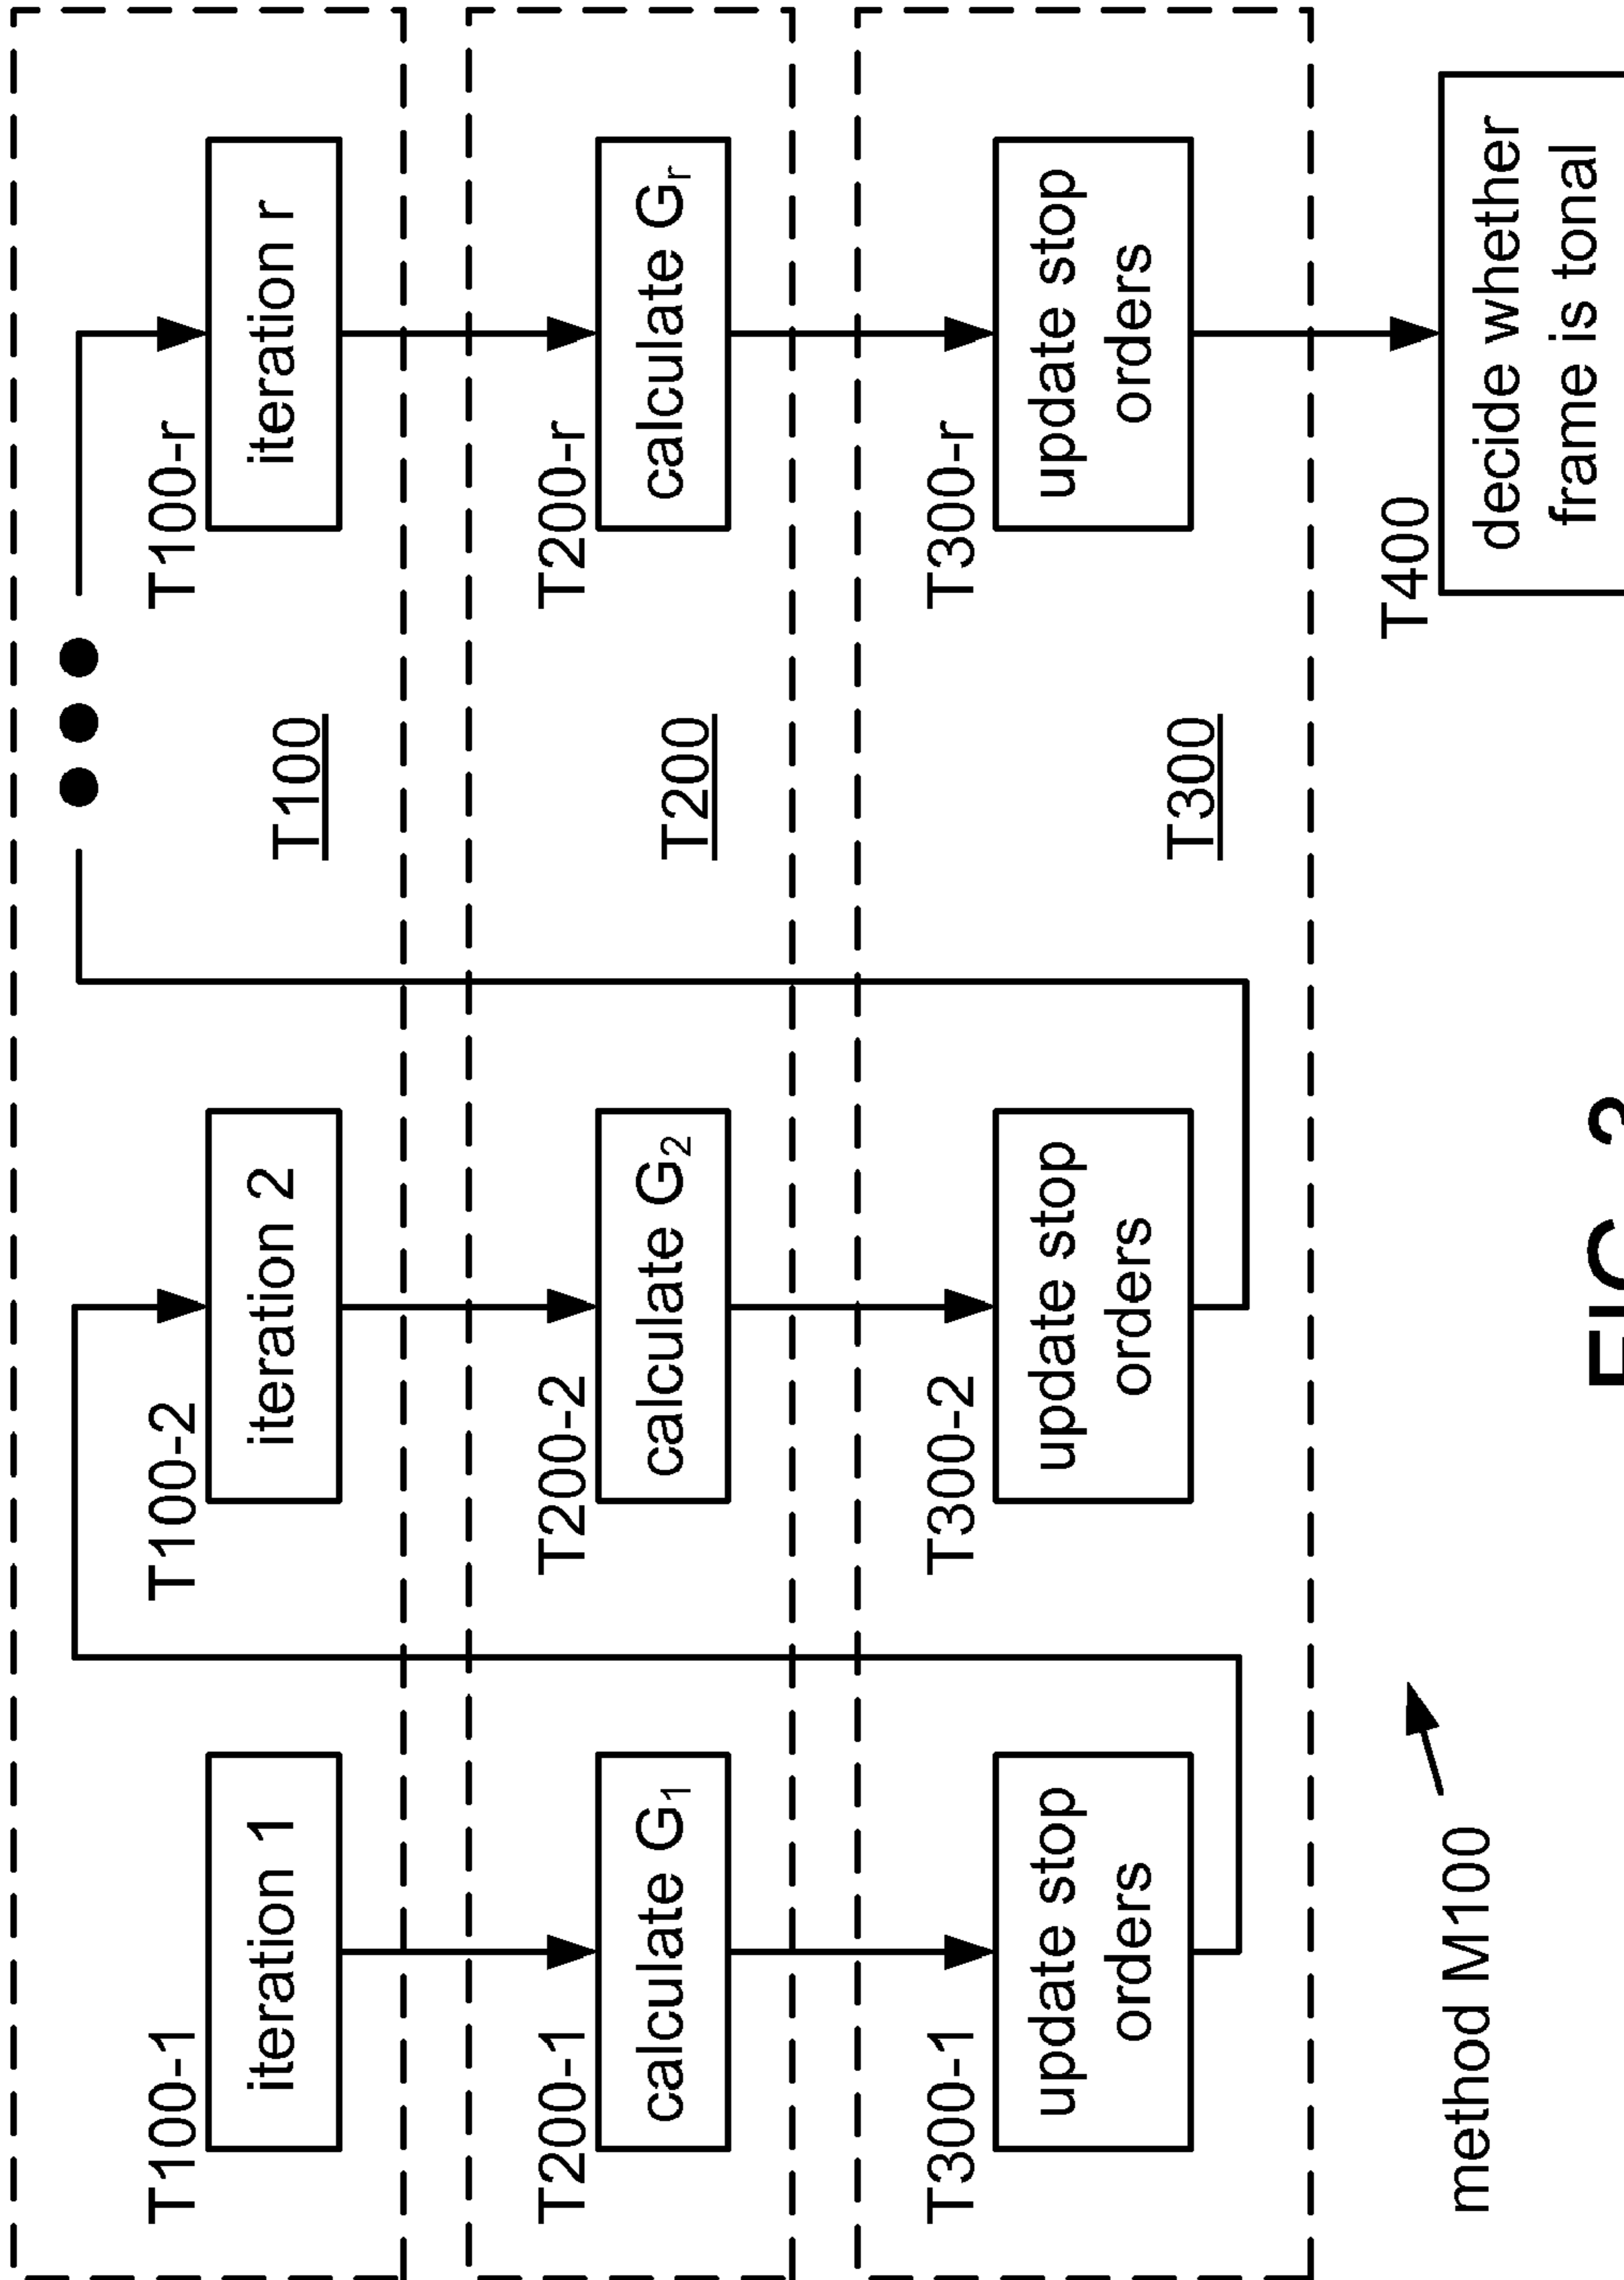 T100-1
iteration 1
T100-2
iteration 2
T100
T100-r
iteration r
T200-1
calculate G1
T200-2
calculate G2
T200
T200-r
calculate Gr
T300-1
update stop
orders
T300-2
update stop
orders
T300
T300-r
update stop
orders
method M100
T400
decide whether
frame is tonal